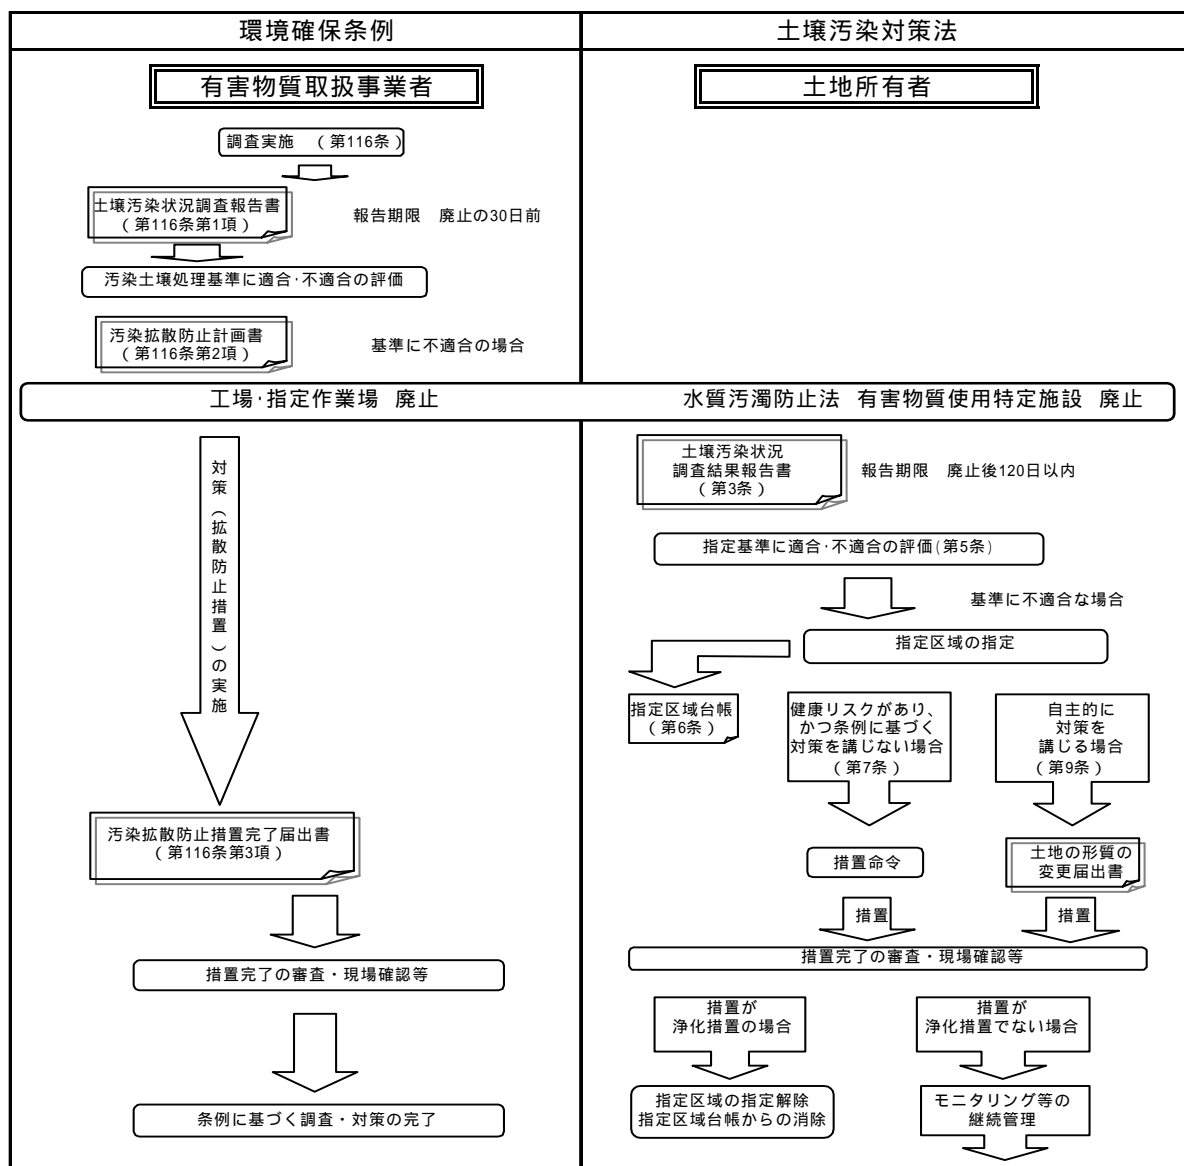 環境確保条例
土壌汚染対策法
有害物質取扱事業者
土地所有者
調査実施 （第116条）
土壌汚染状況調査報告書
（第116条第1項）
報告期限 廃止の30日前
汚染土壌処理基準に適合･不適合の評価
汚染拡散防止計画書
（第116条第2項）
基準に不適合の場合
工場･指定作業場 廃止
水質汚濁防止法 有害物質使用特定施設 廃止
対策（拡散防止措置）の実施
土壌汚染状況
調査結果報告書
（第3条）
報告期限 廃止後120日以内
指定基準に適合･不適合の評価(第5条)
基準に不適合な場合
指定区域の指定
指定区域台帳
（第6条）
健康リスクがあり、
かつ条例に基づく
対策を講じない場合
（第7条）
自主的に
対策を
講じる場合
（第9条）
汚染拡散防止措置完了届出書
（第116条第3項）
措置命令
土地の形質の
変更届出書
措置
措置
措置完了の審査・現場確認等
措置完了の審査・現場確認等
措置が
浄化措置の場合
措置が
浄化措置でない場合
条例に基づく調査・対策の完了
指定区域の指定解除
指定区域台帳からの消除
モニタリング等の
継続管理